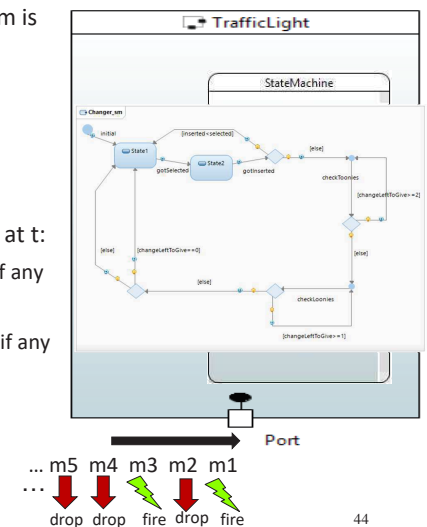 m is
TrafficLight
StateMachine
Changer_sm
initial
[inserted<selected]
State1
[else]
State2
gotSelected
gotInserted
checkToonies
at t:
[changeLeftToGive>=2]
[else]
[changeLeftToGive==0]
[else]
f any
[else]
checkLoonies
if any
[changeLeftToGive>=1]
Port
... m5 m4 m3 m2 m1
...
drop drop fire drop fire
44